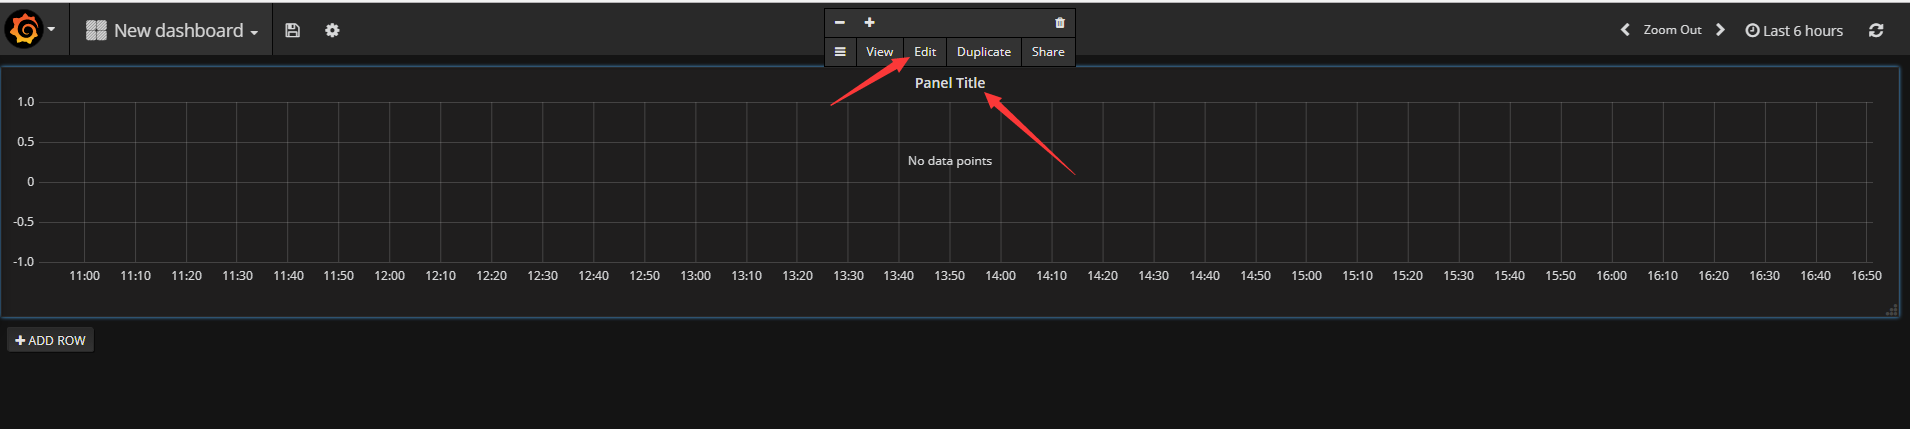 New dashboard
Zoom Out
Last 6 hours
View Edit Duplicate Share
Panel Title
1.0
0.5
No data points
0
-0.5
-1.0
11:00 11:10 11:20 11:30 11:40 11:50 12:00 12:10 12:20 12:30 12:40 12:50 13:00 13:10 13:20 13:30 13:40 13:50 14:00 14:10 14:20 14:30 14:40 14:50 15:00 15:10 15:20 15:30 15:40 15:50 16:00 16:10 16:20 16:30 16:40 16:50
ADD ROW